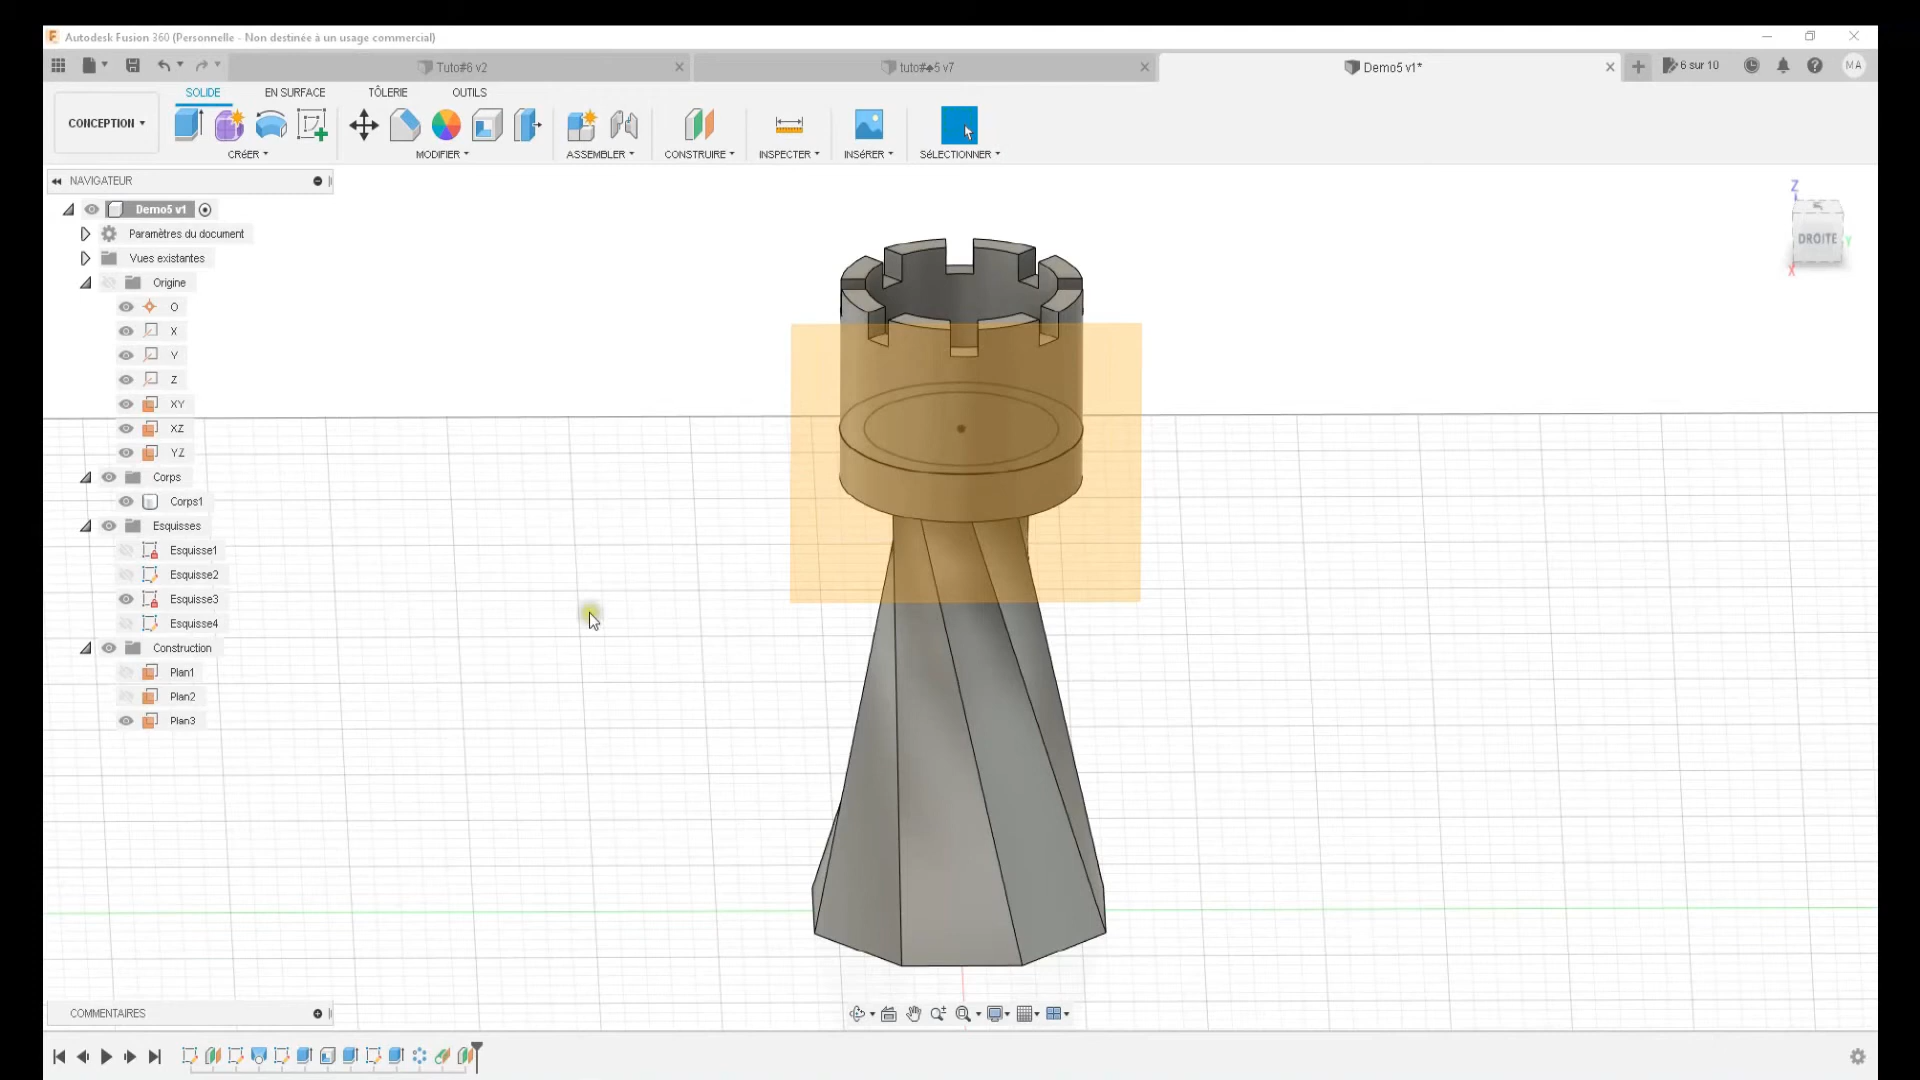 Autodesk Fusion 360 (Personnelle - Non destinée à un usage commercial)
Tuto#6 v2
tuto#♠5 v7
Demo5 v1*
6 sur 10
MA
SOLIDE
EN SURFACE
TÔLERIE
OUTILS
CONCEPTION
CRéER
MODIFIER
ASSEMBLER
CONSTRUIRE
INSPECTER
INSéRER
SéLECTIONNER
NAVIGATEUR
Demo5 v1
Paramètres du document
Vues existantes
Origine
O
X
Y
Z
XY
XZ
YZ
Corps
Corps1
Esquisses
Esquisse1
Esquisse2
Esquisse3
Esquisse4
Construction
Plan1
Plan2
Plan3
Z
DROITE
Y
X
COMMENTAIRES